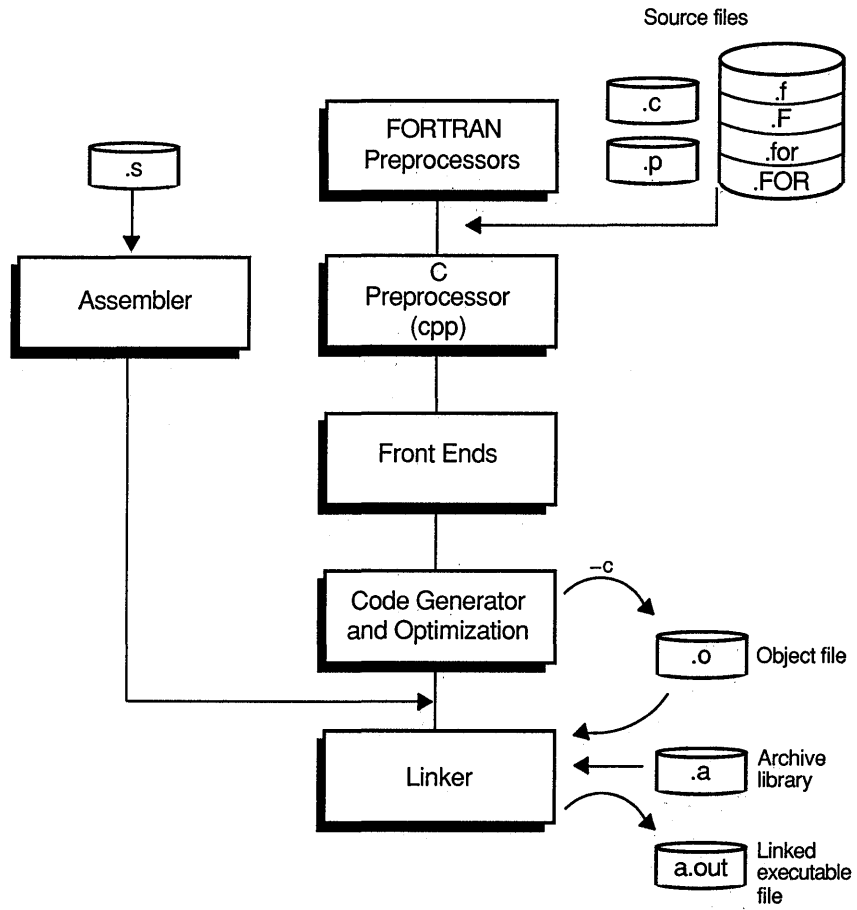 Source files
.c
.p
.f
.F
.for
.FOR
FORTRAN
Preprocessors
.s
Assembler
C
Preprocessor
(cpp)
Front Ends
Code Generator
and Optimization
–c
.o
Object file
Linker
.a
Archive
library
a.out
Linked
executable
file